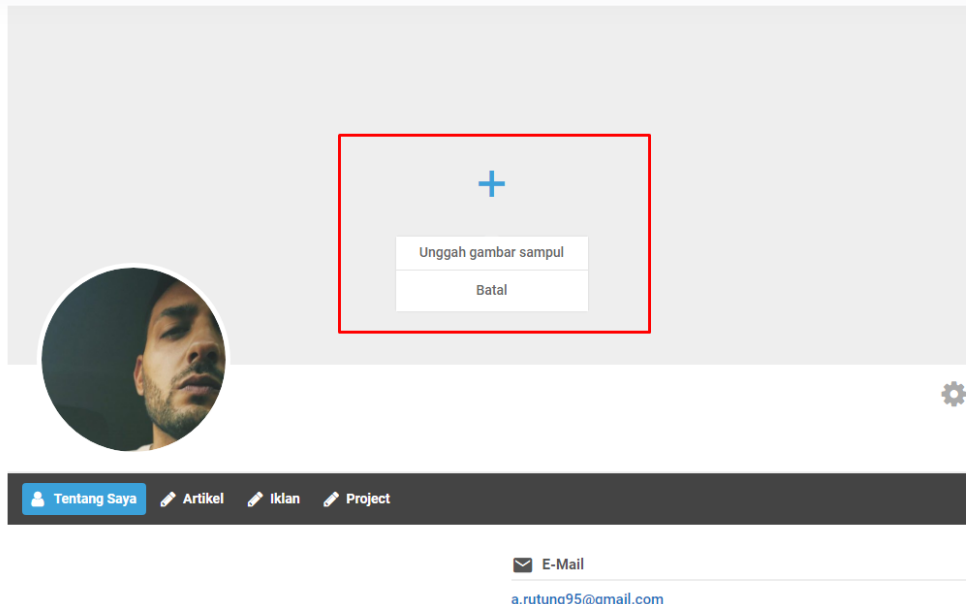 Unggah gambar sampul
Batal
Tentang Saya
Artikel
Iklan
Project
E-Mail
a.rutung95@gmail.com